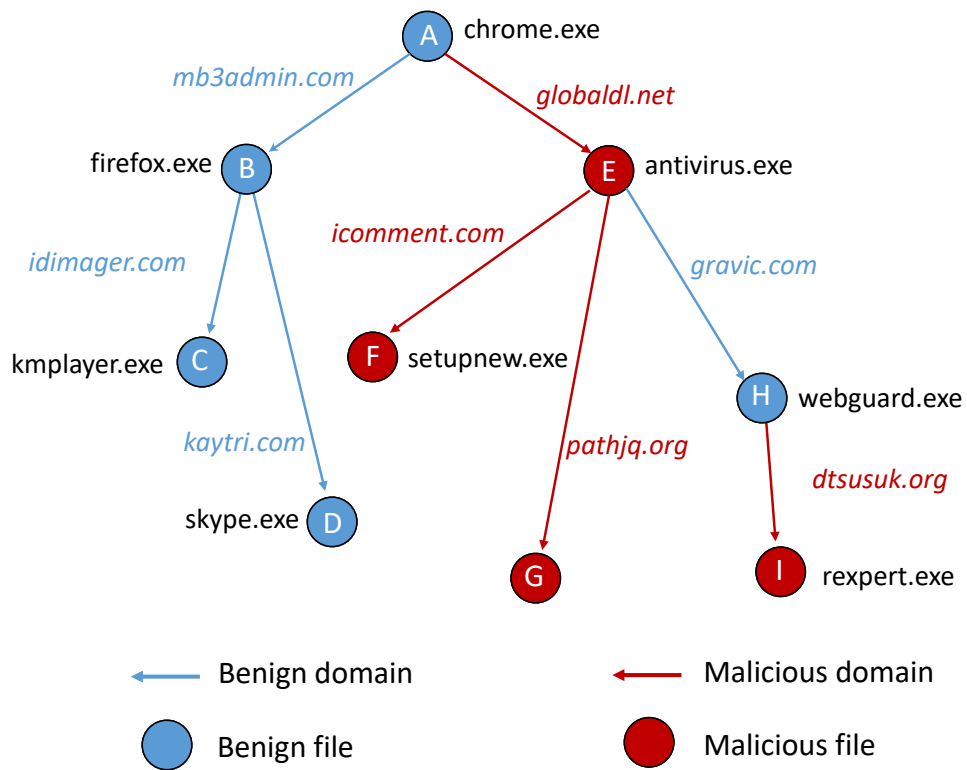 A
chrome.exe
mb3admin.com
globaldl.net
firefox.exe
B
E
antivirus.exe
idimager.com
icomment.com
gravic.com
kmplayer.exe
C
F
setupnew.exe
H
webguard.exe
kaytri.com
pathjq.org
dtsusuk.org
skype.exe
D
G
I
rexpert.exe
Benign domain
Malicious domain
Benign file
Malicious file